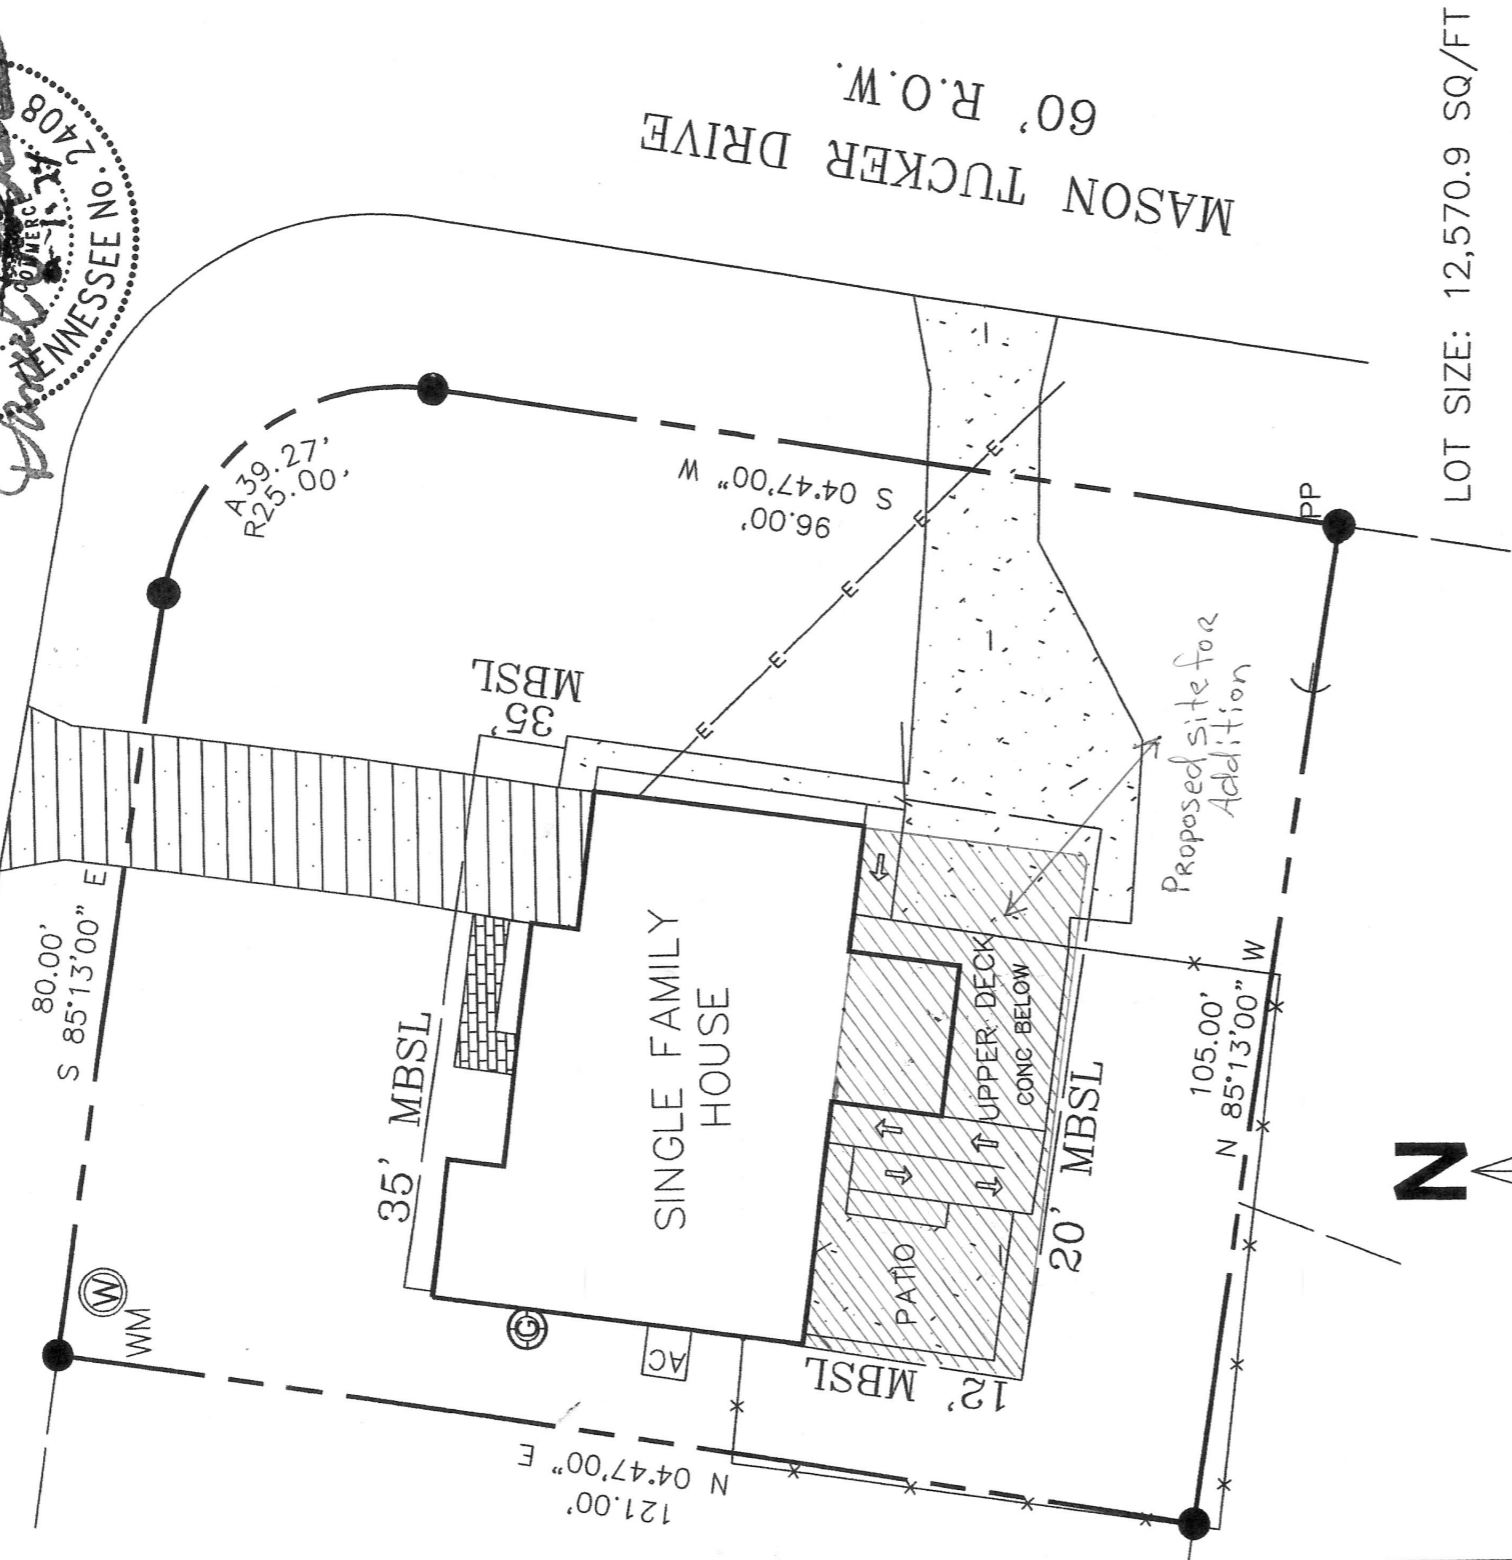 TENNESSEE No. 2408
COMMERCE
MASON TUCKER DRIVE
60' R.O.W.
LOT SIZE: 12,570.9 SQ/FT
A39.27'
R25.00'
S 04°47'00" W
96.00'
PP
80.00'
S 85°13'00" E
35'
MBSL
35' MBSL
E
E
E
E
E
SINGLE FAMILY
HOUSE
UPPER DECK
CONC BELOW
PATIO
Proposed site for
Addition
20' MBSL
12' MBSL
105.00'
N 85°13'00" W
W
WM
G
AC
N 04°47'00" E
121.00'
N